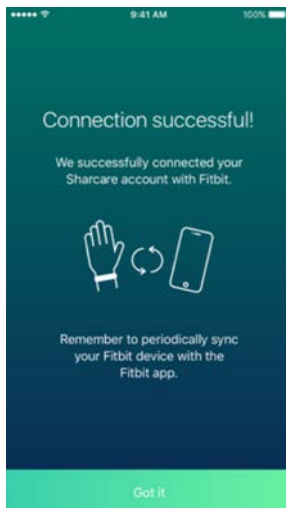 9:41 AM
100%
Connection successful!
We successfully connected your
Sharcare account with Fitbit.
Remember to periodically sync
your Fitbit device with the
Fitbit app.
Got it